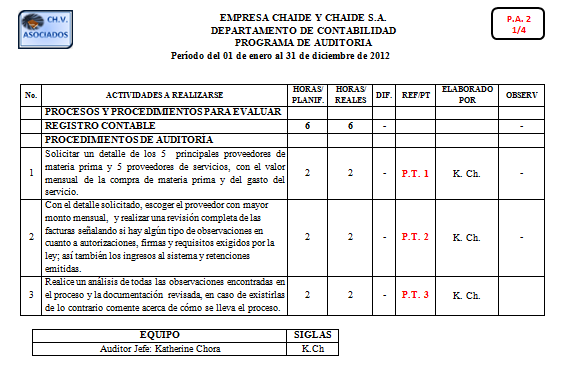 CH.V.
ASOCIADOS
EMPRESA CHAIDE Y CHAIDE S.A.
DEPARTAMENTO DE CONTABILIDAD
PROGRAMA DE AUDITORIA
Período del 01 de enero al 31 de diciembre de 2012
P.A. 2
1/4
No. ACTIVIDADES A REALIZARSE HORAS/ PLANIF. HORAS/ REALES DIF. REF/PT ELABORADO POR OBSERV
PROCESOS Y PROCEDIMIENTOS PARA EVALUAR
REGISTRO CONTABLE 6 6 - -
PROCEDIMIENTOS DE AUDITORIA
1 Solicitar un detalle de los 5 principales proveedores de
materia prima y 5 proveedores de servicios, con el valor
mensual de la compra de materia prima y del gasto del
servicio.
2 2 - P.T. 1 K. Ch. -
2 Con el detalle solicitado, escoger el proveedor con mayor
monto mensual, y realizar una revisión completa de las
facturas señalando si hay algún tipo de observaciones en
cuanto a autorizaciones, firmas y requisitos exigidos por la
ley; así también los ingresos al sistema y retenciones
emitidas.
2 2 - P.T. 2 K. Ch. -
3 Realice un análisis de todas las observaciones encontradas en
el proceso y la documentación revisada, en caso de existirlas
de lo contrario comente acerca de cómo se lleva el proceso.
2 2 - P.T. 3 K. Ch.
EQUIPO SIGLAS
Auditor Jefe: Katherine Chora K.Ch